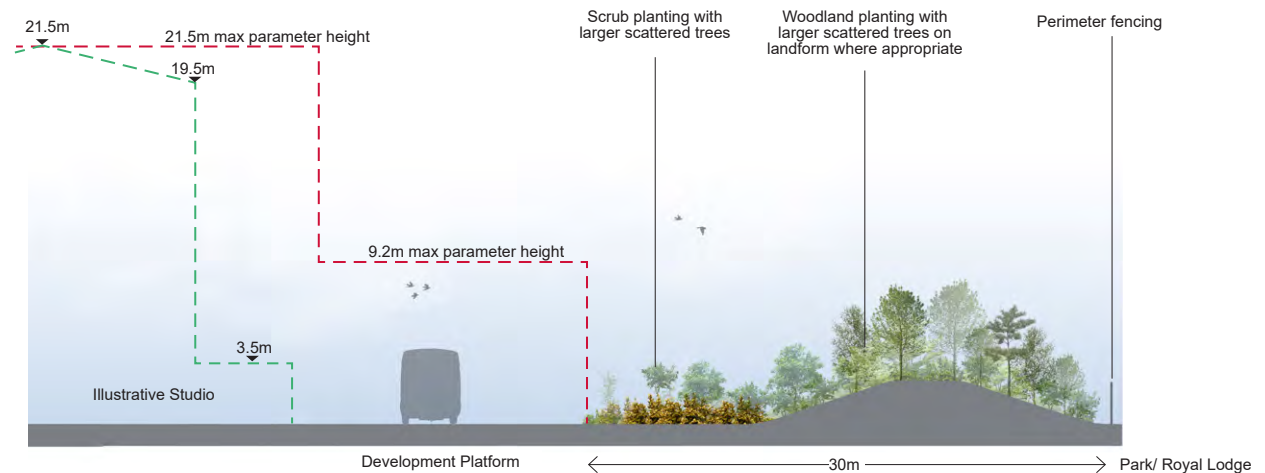 21.5m
21.5m max parameter height
19.5m
Scrub planting with
larger scattered trees
Woodland planting with
larger scattered trees on
landform where appropriate
Perimeter fencing
9.2m max parameter height
3.5m
Illustrative Studio
Development Platform
30m
Park/ Royal Lodge